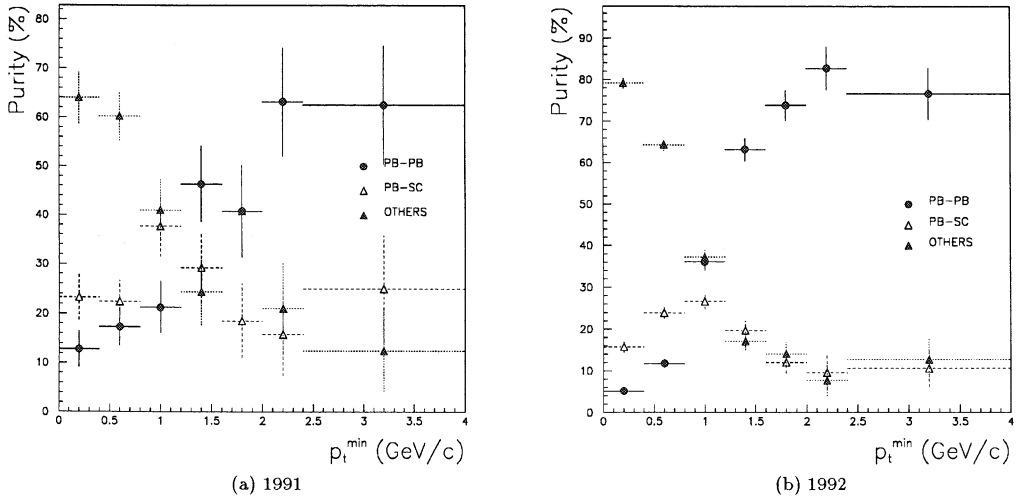 Purity (%)
80
70
60
50
40
30
20
10
0
PB-PB
PB-SC
OTHERS
0 0.5 1 1.5 2 2.5 3 3.5 4
p_t^min (GeV/c)
(a) 1991
Purity (%)
90
80
70
60
50
40
30
20
10
0
PB-PB
PB-SC
OTHERS
0 0.5 1 1.5 2 2.5 3 3.5 4
p_t^min (GeV/c)
(b) 1992